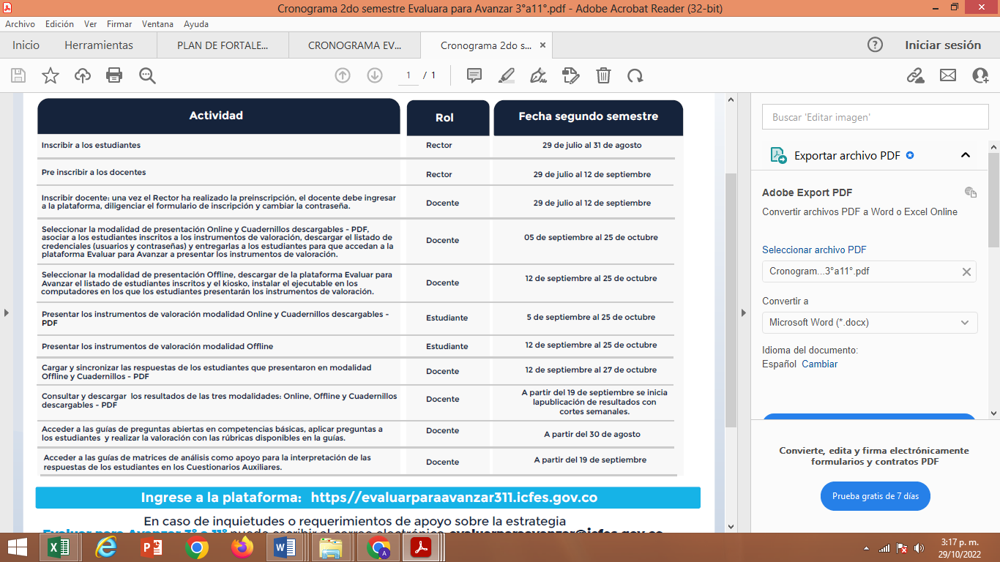 Cronograma 2do semestre Evaluara para Avanzar 3°a11°.pdf - Adobe Acrobat Reader (32-bit)
Archivo Edición Ver Firmar Ventana Ayuda
Inicio Herramientas PLAN DE FORTALE... CRONOGRAMA EV... Cronograma 2do s... × Iniciar sesión
1 / 1
Actividad Rol Fecha segundo semestre
Inscribir a los estudiantes Rector 29 de julio al 31 de agosto
Pre inscribir a los docentes Rector 29 de julio al 12 de septiembre
Inscribir docente: una vez el Rector ha realizado la preinscripción, el docente debe ingresar
a la plataforma, diligenciar el formulario de inscripción y cambiar la contraseña.
Docente 29 de julio al 12 de septiembre
Seleccionar la modalidad de presentación Online y Cuadernillos descargables - PDF,
asociar a los estudiantes inscritos a los instrumentos de valoración, descargar el listado de
credenciales (usuarios y contraseñas) y entregarlas a los estudiantes para que accedan a la
plataforma Evaluar para Avanzar a presentar los instrumentos de valoración.
Docente 05 de septiembre al 25 de octubre
Seleccionar la modalidad de presentación Offline, descargar de la plataforma Evaluar para
Avanzar el listado de estudiantes inscritos y el kiosko, instalar el ejecutable en los
computadores en los que los estudiantes presentarán los instrumentos de valoración.
Docente 12 de septiembre al 25 de octubre
Presentar los instrumentos de valoración modalidad Online y Cuadernillos descargables -
PDF
Estudiante 5 de septiembre al 25 de octubre
Presentar los instrumentos de valoración modalidad Offline Estudiante 12 de septiembre al 25 de octubre
Cargar y sincronizar las respuestas de los estudiantes que presentaron en modalidad
Offline y Cuadernillos - PDF
Docente 12 de septiembre al 27 de octubre
Consultar y descargar los resultados de las tres modalidades: Online, Offline y Cuadernillos
descargables - PDF
Docente
A partir del 19 de septiembre se inicia
lapublicación de resultados con
cortes semanales.
Acceder a las guías de preguntas abiertas en competencias básicas, aplicar preguntas a
los estudiantes y realizar la valoración con las rúbricas disponibles en la guías.
Docente A partir del 30 de agosto
Acceder a las guías de matrices de análisis como apoyo para la interpretación de las
respuestas de los estudiantes en los Cuestionarios Auxiliares.
Docente A partir del 19 de septiembre
Ingrese a la plataforma: https//evaluarparaavanzar311.icfes.gov.co
En caso de inquietudes o requerimientos de apoyo sobre la estrategia
Evaluar para Avanzar 3° a 11° puede escribir al correo electrónico evaluarparaavanzar@icfes.gov.co
Buscar 'Editar imagen'
Exportar archivo PDF
Adobe Export PDF
Convertir archivos PDF a Word o Excel Online
Seleccionar archivo PDF
Cronogram...3°a11°.pdf
Convertir a
Microsoft Word (*.docx)
Idioma del documento:
Español Cambiar
Convierte, edita y firma electrónicamente
formularios y contratos PDF
Prueba gratis de 7 días
3:17 p. m.
29/10/2022